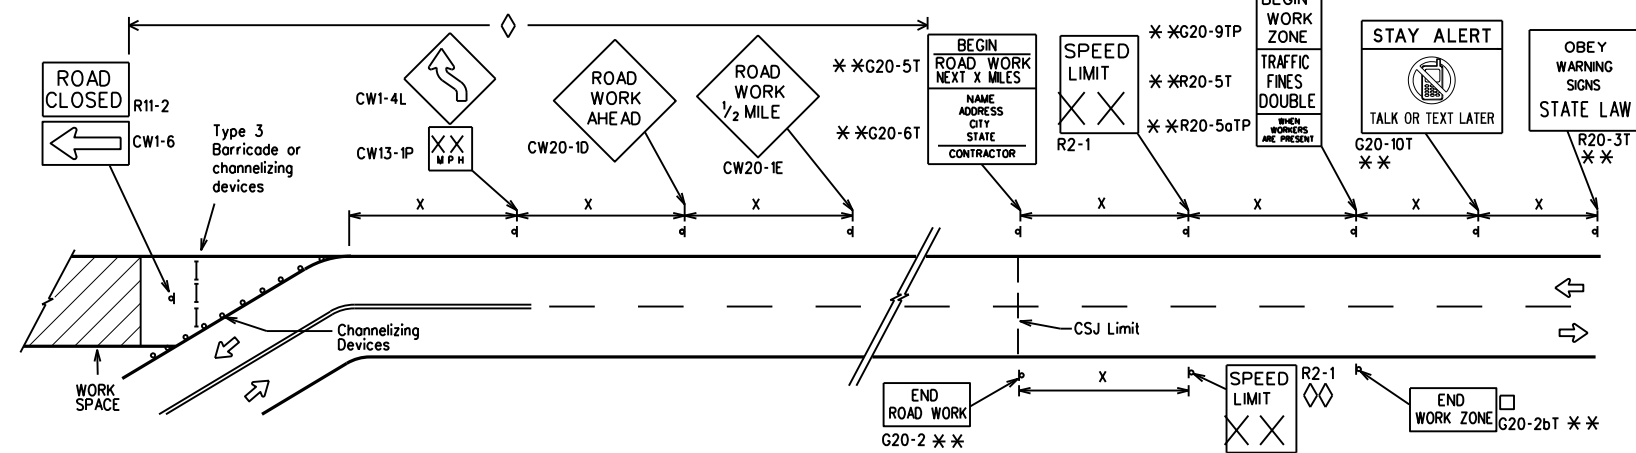 ROAD
CLOSED
R11-2
CW1-6
Type 3
Barricade or
channelizing
devices
CW1-4L
CW13-1P
XX
MPH
ROAD
WORK
AHEAD
CW20-1D
ROAD
WORK
1/2 MILE
CW20-1E
**G20-5T
**G20-6T
BEGIN
ROAD WORK
NEXT X MILES
NAME
ADDRESS
CITY
STATE
CONTRACTOR
SPEED
LIMIT
XX
R2-1
**G20-9TP
**R20-5T
**R20-5aTP
BEGIN
WORK
ZONE
TRAFFIC
FINES
DOUBLE
WHEN
WORKERS
ARE PRESENT
STAY ALERT
TALK OR TEXT LATER
G20-10T
**
OBEY
WARNING
SIGNS
STATE LAW
R20-3T
**
X
X
X
X
X
X
X
Channelizing
Devices
WORK
SPACE
CSJ Limit
X
END
ROAD WORK
G20-2 **
SPEED
LIMIT
XX
R2-1
END
WORK ZONE
G20-2bT **